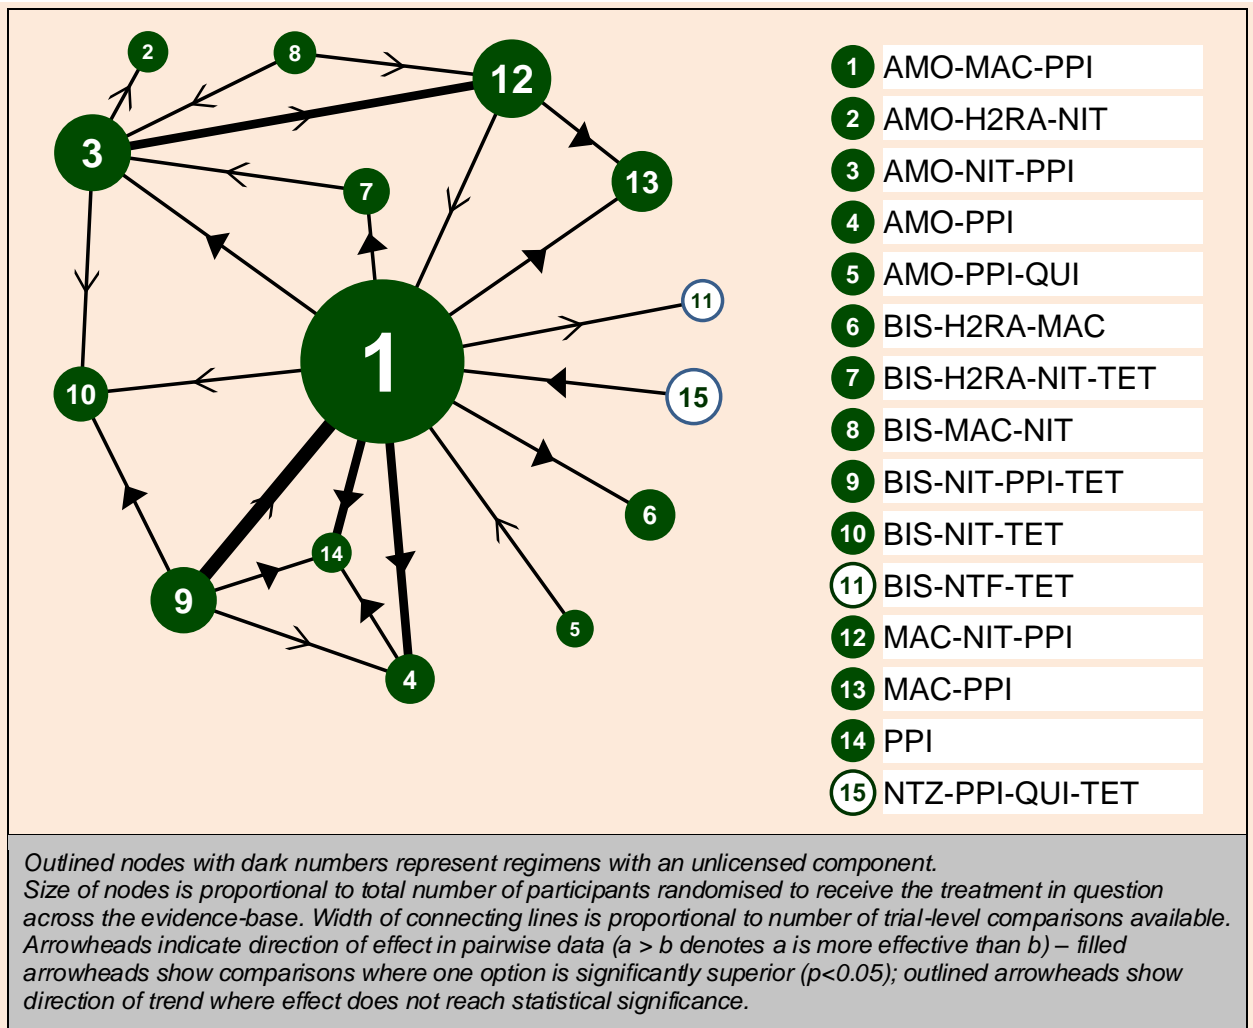 2
8
12
3
7
13
1
11
15
10
6
14
9
5
4
1 AMO-MAC-PPI
2 AMO-H2RA-NIT
3 AMO-NIT-PPI
4 AMO-PPI
5 AMO-PPI-QUI
6 BIS-H2RA-MAC
7 BIS-H2RA-NIT-TET
8 BIS-MAC-NIT
9 BIS-NIT-PPI-TET
10 BIS-NIT-TET
11 BIS-NTF-TET
12 MAC-NIT-PPI
13 MAC-PPI
14 PPI
15 NTZ-PPI-QUI-TET
Outlined nodes with dark numbers represent regimens with an unlicensed component.
Size of nodes is proportional to total number of participants randomised to receive the treatment in question
across the evidence-base. Width of connecting lines is proportional to number of trial-level comparisons available.
Arrowheads indicate direction of effect in pairwise data (a > b denotes a is more effective than b) – filled
arrowheads show comparisons where one option is significantly superior (p<0.05); outlined arrowheads show
direction of trend where effect does not reach statistical significance.